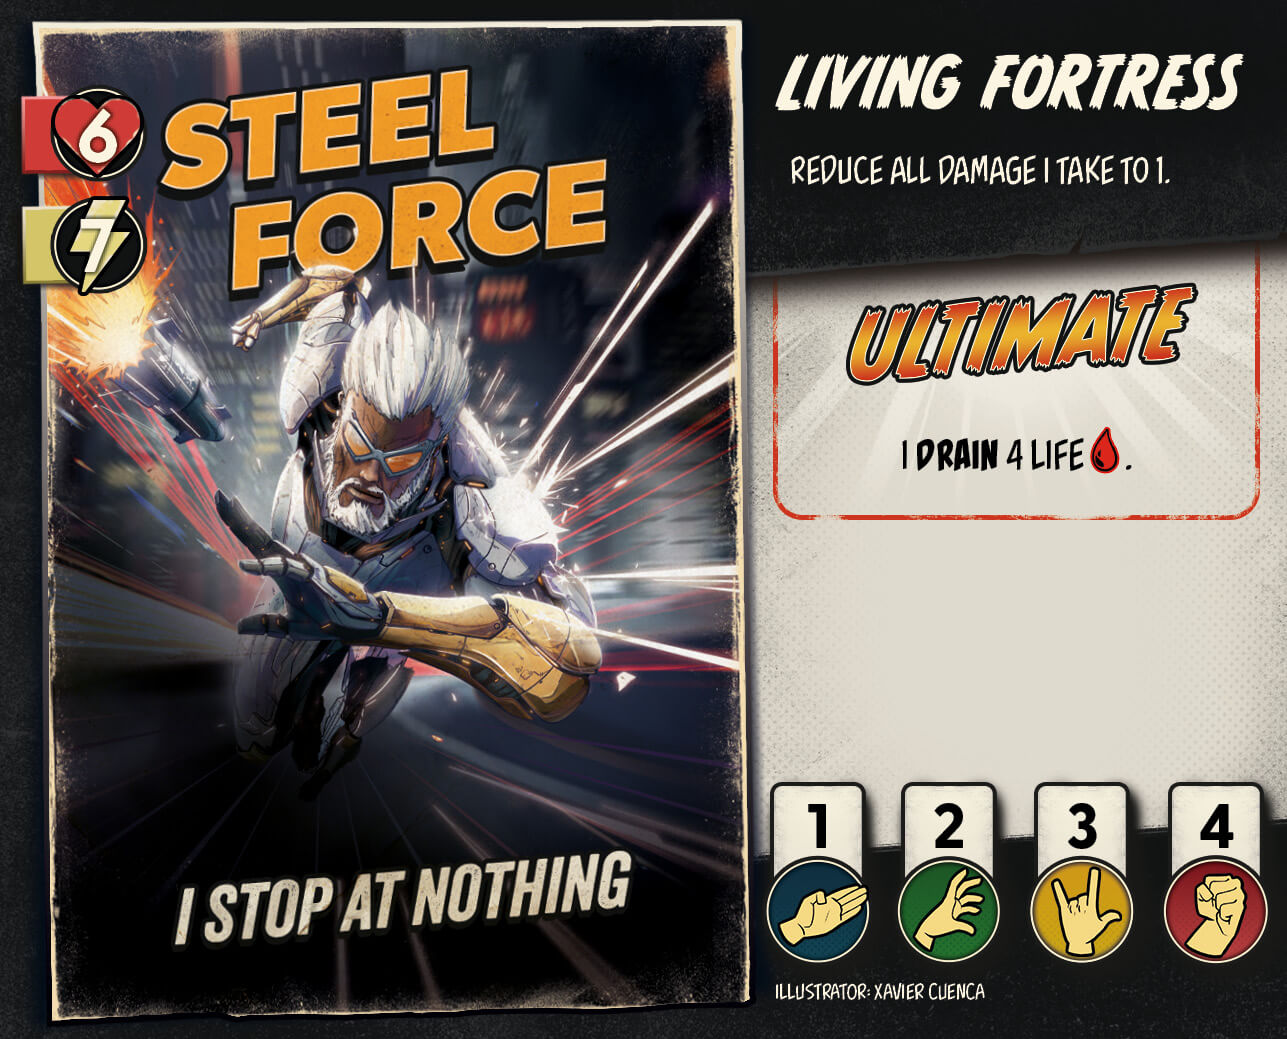 6
STEEL
FORCE
7
I STOP AT NOTHING
LIVING FORTRESS
REDUCE ALL DAMAGE I TAKE TO 1.
ULTIMATE
I DRAIN 4 LIFE .
1 2 3 4
ILLUSTRATOR: XAVIER CUENCA